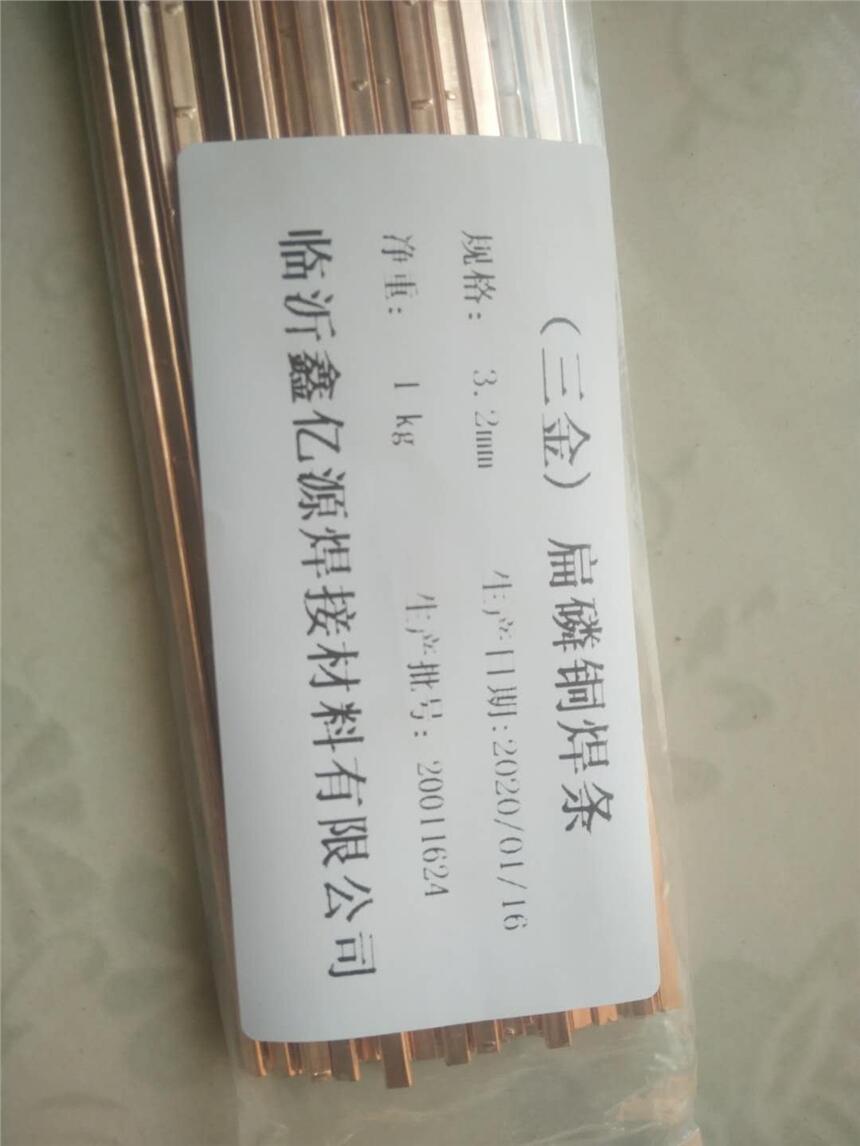 （三金）扁磷铜焊条
规格： 3.2mm 生产日期:2020/01/16
净重： 1 kg 生产批号：20011624
临沂鑫亿源焊接材料有限公司